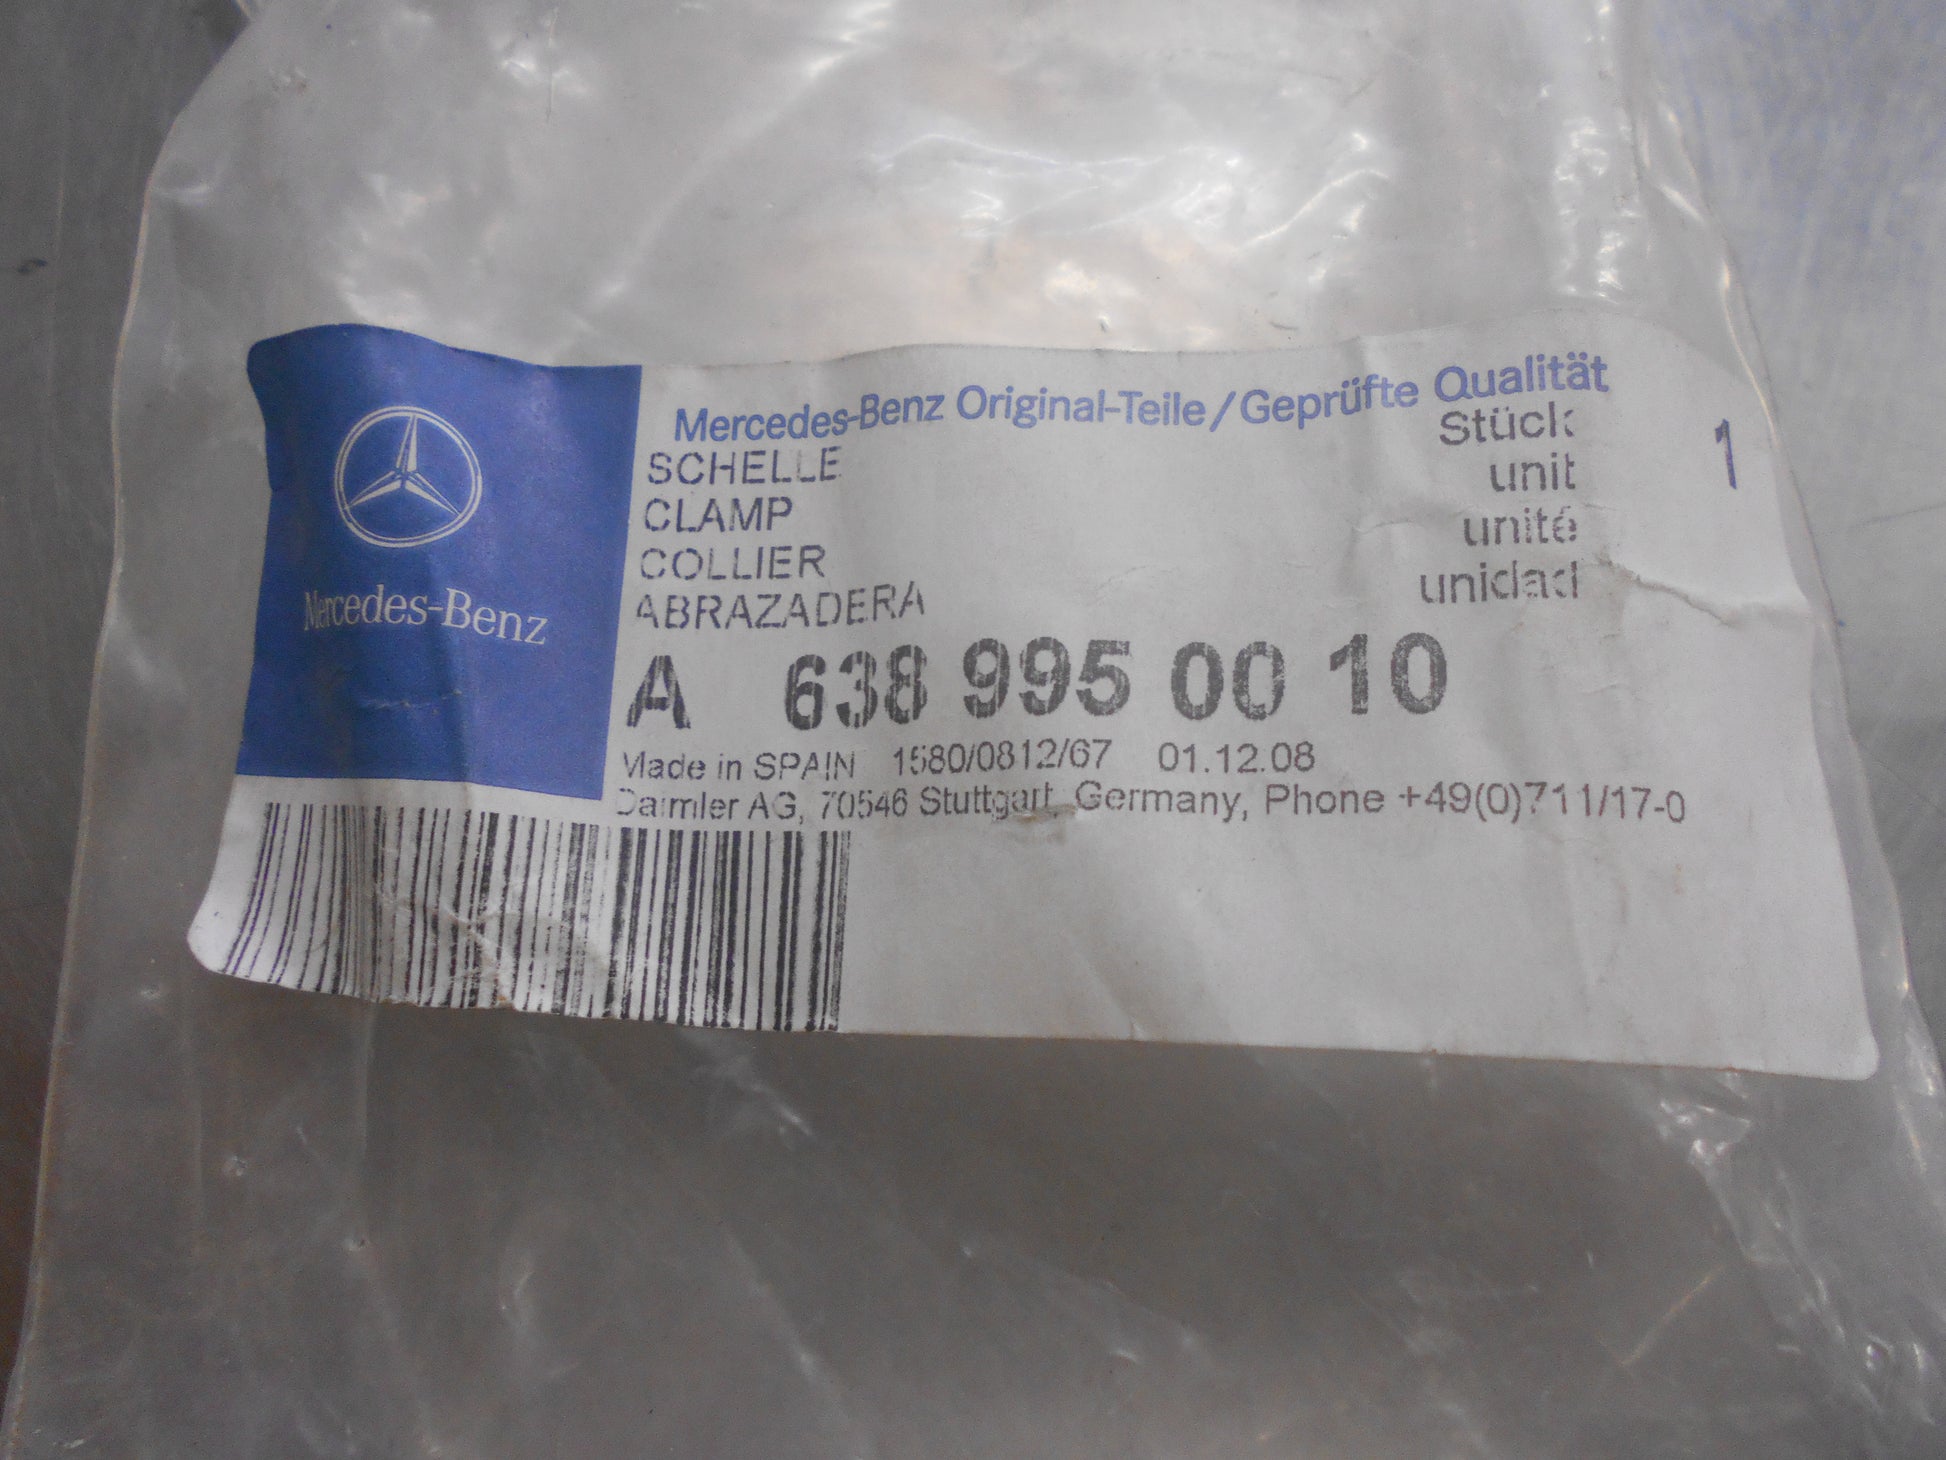 Mercedes-Benz
Mercedes-Benz Original-Teile/Geprüfte Qualität
SCHELLE Stück 1
CLAMP unit
COLLIER unité
ABRAZADERA unidad
A 638 995 00 10
Made in SPAIN 1580/0812/67 01.12.08
Daimler AG, 70546 Stuttgart, Germany, Phone +49(0)711/17-0